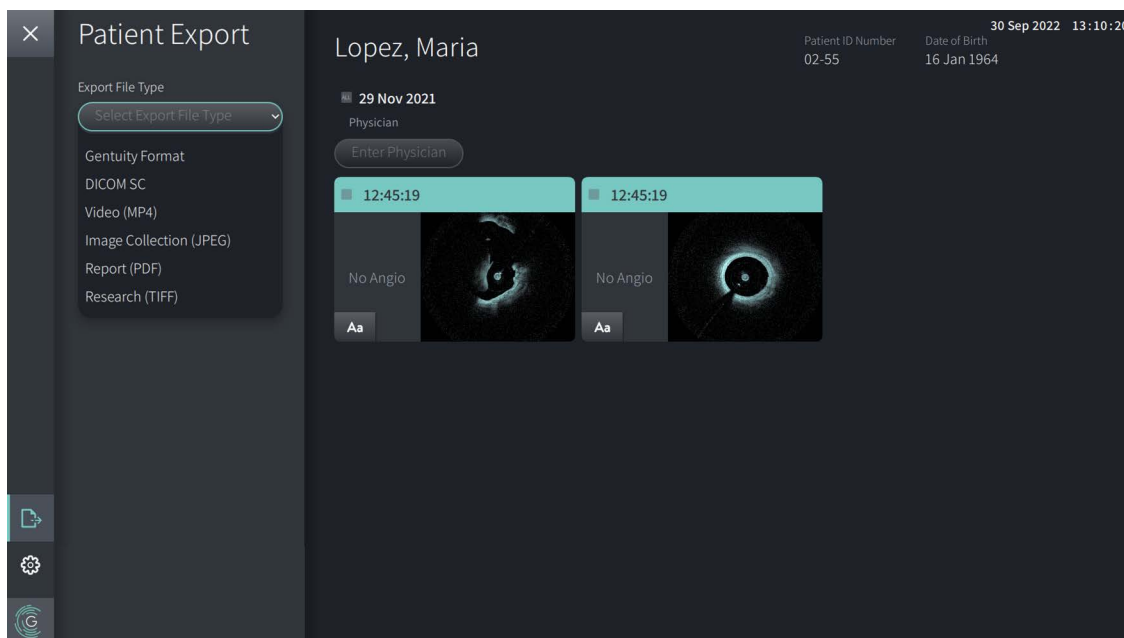 Patient Export
Export File Type
Select Export File Type
Gentuity Format
DICOM SC
Video (MP4)
Image Collection (JPEG)
Report (PDF)
Research (TIFF)
G
30 Sep 2022 13:10:20
Lopez, Maria
Patient ID Number
02-55
Date of Birth
16 Jan 1964
ALL 29 Nov 2021
Physician
Enter Physician
12:45:19
No Angio
Aa
12:45:19
No Angio
Aa